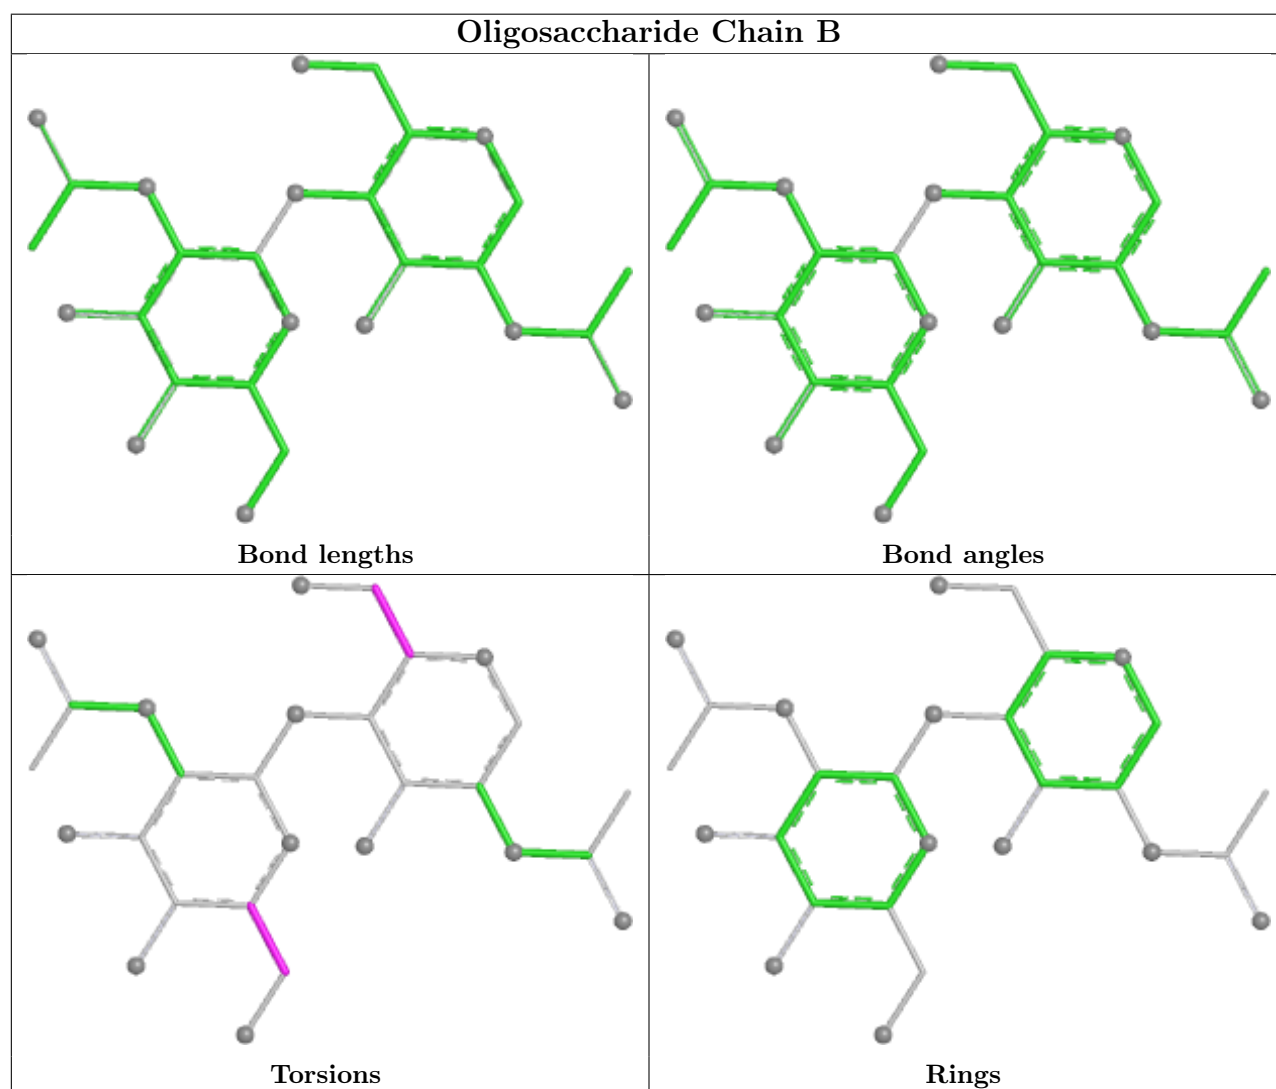 Oligosaccharide Chain B
Bond lengths
Bond angles
Torsions
Rings